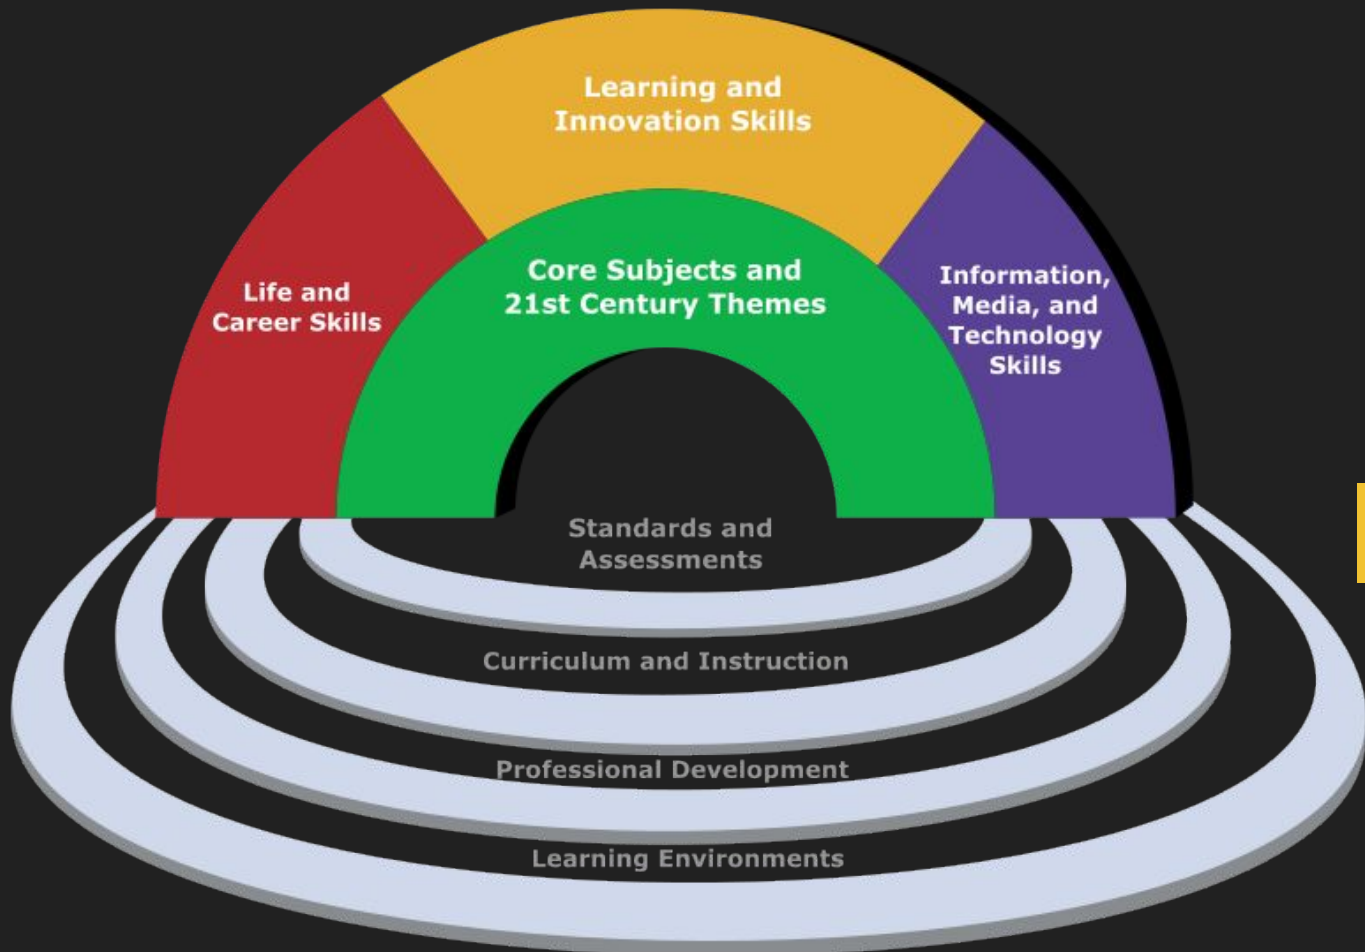 Learning and
Innovation Skills
Core Subjects and
21st Century Themes
Life and
Career Skills
Information,
Media, and
Technology
Skills
Standards and
Assessments
Curriculum and Instruction
Professional Development
Learning Environments